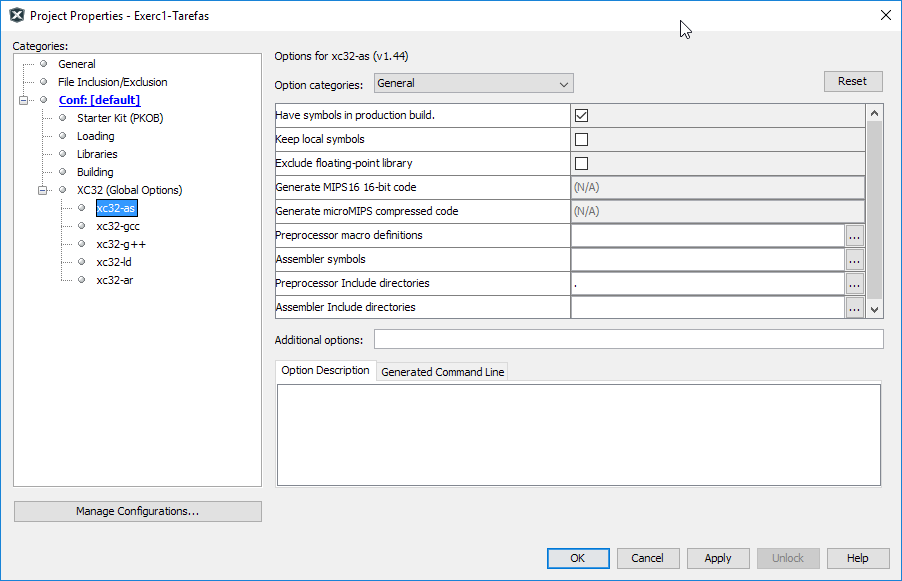 Project Properties - Exerc1-Tarefas
Categories:
General
File Inclusion/Exclusion
Conf: [default]
Starter Kit (PKOB)
Loading
Libraries
Building
XC32 (Global Options)
xc32-as
xc32-gcc
xc32-g++
xc32-ld
xc32-ar
Manage Configurations...
Options for xc32-as (v1.44)
Option categories: General
Reset
Have symbols in production build.
Keep local symbols
Exclude floating-point library
Generate MIPS16 16-bit code (N/A)
Generate microMIPS compressed code (N/A)
Preprocessor macro definitions ...
Assembler symbols ...
Preprocessor Include directories . ...
Assembler Include directories ...
Additional options:
Option Description Generated Command Line
OK Cancel Apply Unlock Help